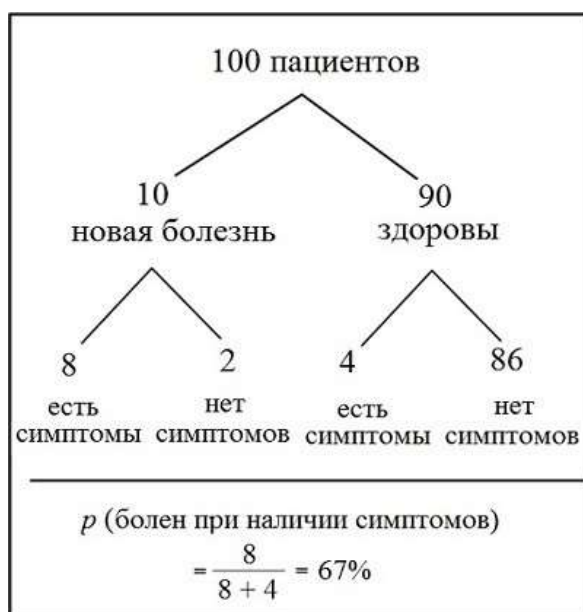 100 пациентов
10 90
новая болезнь здоровы
8 2 4 86
есть нет есть нет
симптомы симптомов симптомы симптомов
p (болен при наличии симптомов)
= 8 / 8 + 4 = 67%